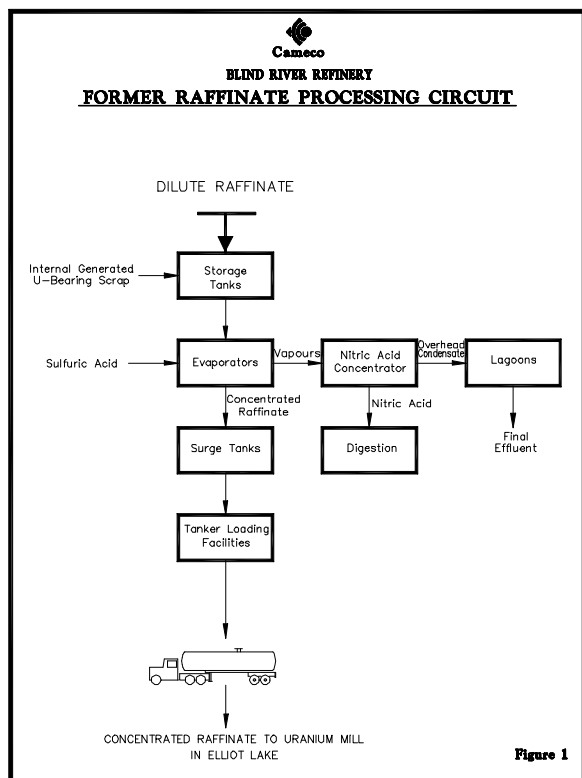 Cameco
BLIND RIVER REFINERY
FORMER RAFFINATE PROCESSING CIRCUIT
DILUTE RAFFINATE
Internal Generated
U-Bearing Scrap
Storage
Tanks
Sulfuric Acid
Evaporators
Vapours
Nitric Acid
Concentrator
Overhead
Condensate
Lagoons
Concentrated
Raffinate
Nitric Acid
Final
Effluent
Surge Tanks
Digestion
Tanker Loading
Facilities
CONCENTRATED RAFFINATE TO URANIUM MILL
IN ELLIOT LAKE
Figure 1